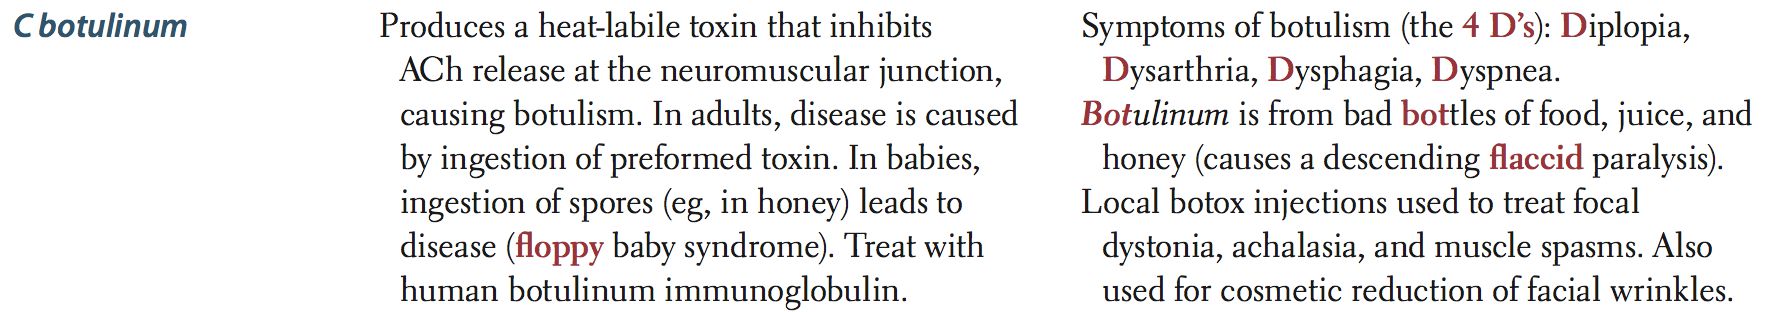 C botulinum
Produces a heat-labile toxin that inhibits
ACh release at the neuromuscular junction,
causing botulism. In adults, disease is caused
by ingestion of preformed toxin. In babies,
ingestion of spores (eg, in honey) leads to
disease (floppy baby syndrome). Treat with
human botulinum immunoglobulin.
Symptoms of botulism (the 4 D’s): Diplopia,
Dysarthria, Dysphagia, Dyspnea.
Botulinum is from bad bottles of food, juice, and
honey (causes a descending flaccid paralysis).
Local botox injections used to treat focal
dystonia, achalasia, and muscle spasms. Also
used for cosmetic reduction of facial wrinkles.